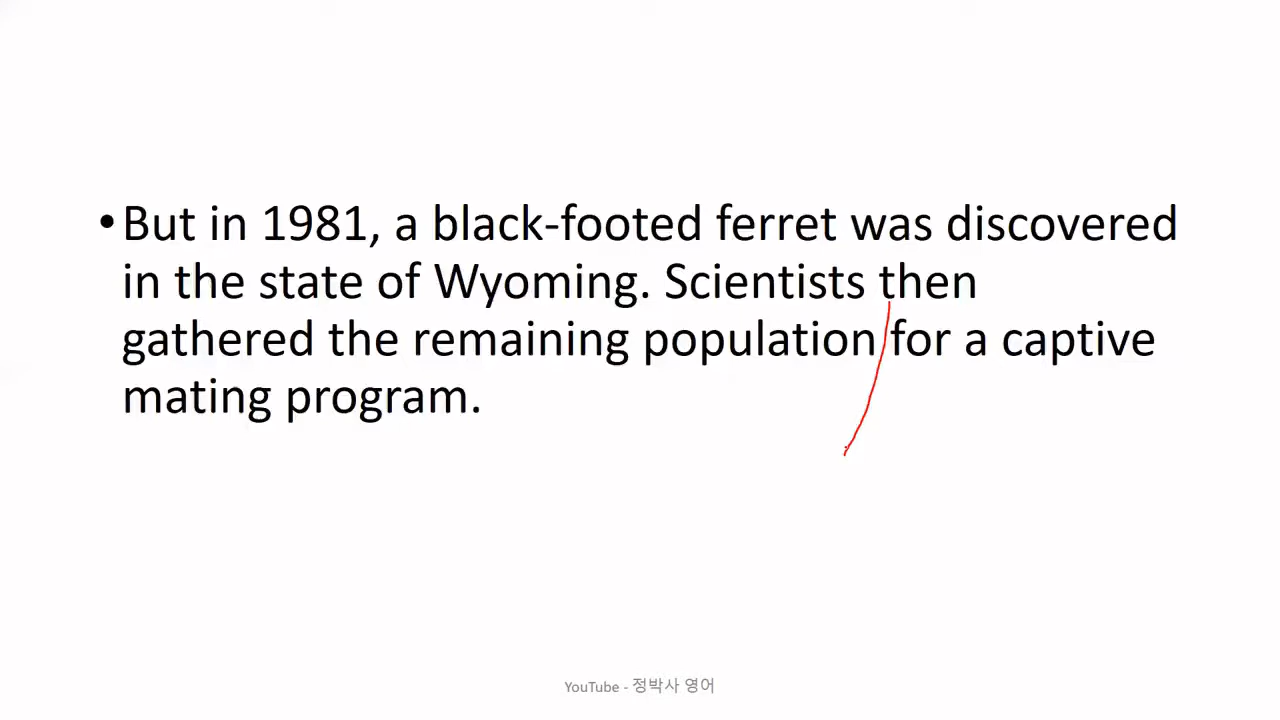 •But in 1981, a black-footed ferret was discovered
in the state of Wyoming. Scientists then
gathered the remaining population for a captive
mating program.
YouTube - 정박사 영어